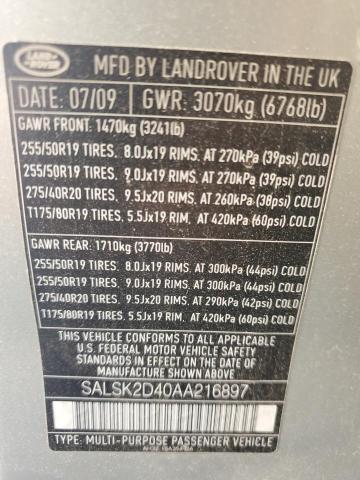 LAND ROVER
MFD BY LANDROVER IN THE UK
DATE: 07/09 GWR: 3070kg (6768lb)
GAWR FRONT: 1470kg (3241lb)
255/50R19 TIRES, 8.0Jx19 RIMS, AT 270kPa (39psi) COLD
255/50R19 TIRES, 9.0Jx19 RIMS, AT 270kPa (39psi) COLD
275/40R20 TIRES, 9.5Jx20 RIMS, AT 260kPa (38psi) COLD
T175/80R19 TIRES, 5.5Jx19 RIM, AT 420kPa (60psi) COLD
GAWR REAR: 1710kg (3770lb)
255/50R19 TIRES, 8.0Jx19 RIMS, AT 300kPa (44psi) COLD
255/50R19 TIRES, 9.0Jx19 RIMS, AT 300kPa (44psi) COLD
275/40R20 TIRES, 9.5Jx20 RIMS, AT 290kPa (42psi) COLD
T175/80R19 TIRES, 5.5Jx19 RIM, AT 420kPa (60psi) COLD
THIS VEHICLE CONFORMS TO ALL APPLICABLE
U.S. FEDERAL MOTOR VEHICLE SAFETY
STANDARDS IN EFFECT ON THE DATE OF
MANUFACTURE SHOWN ABOVE.
SALSK2D40AA216897
TYPE: MULTI-PURPOSE PASSENGER VEHICLE